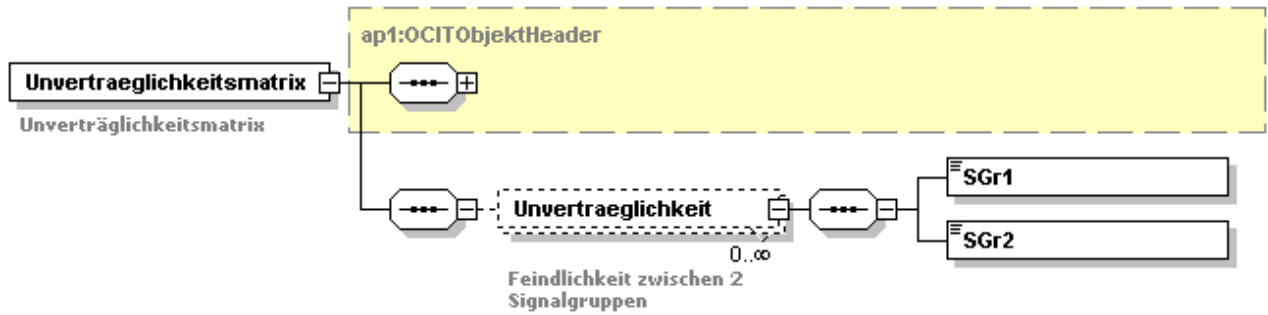 ap1:OCITObjektHeader
Unvertraeglichkeitsmatrix
Unverträglichkeitsmatrix
Unvertraeglichkeit
0..∞
Feindlichkeit zwischen 2
Signalgruppen
SGr1
SGr2